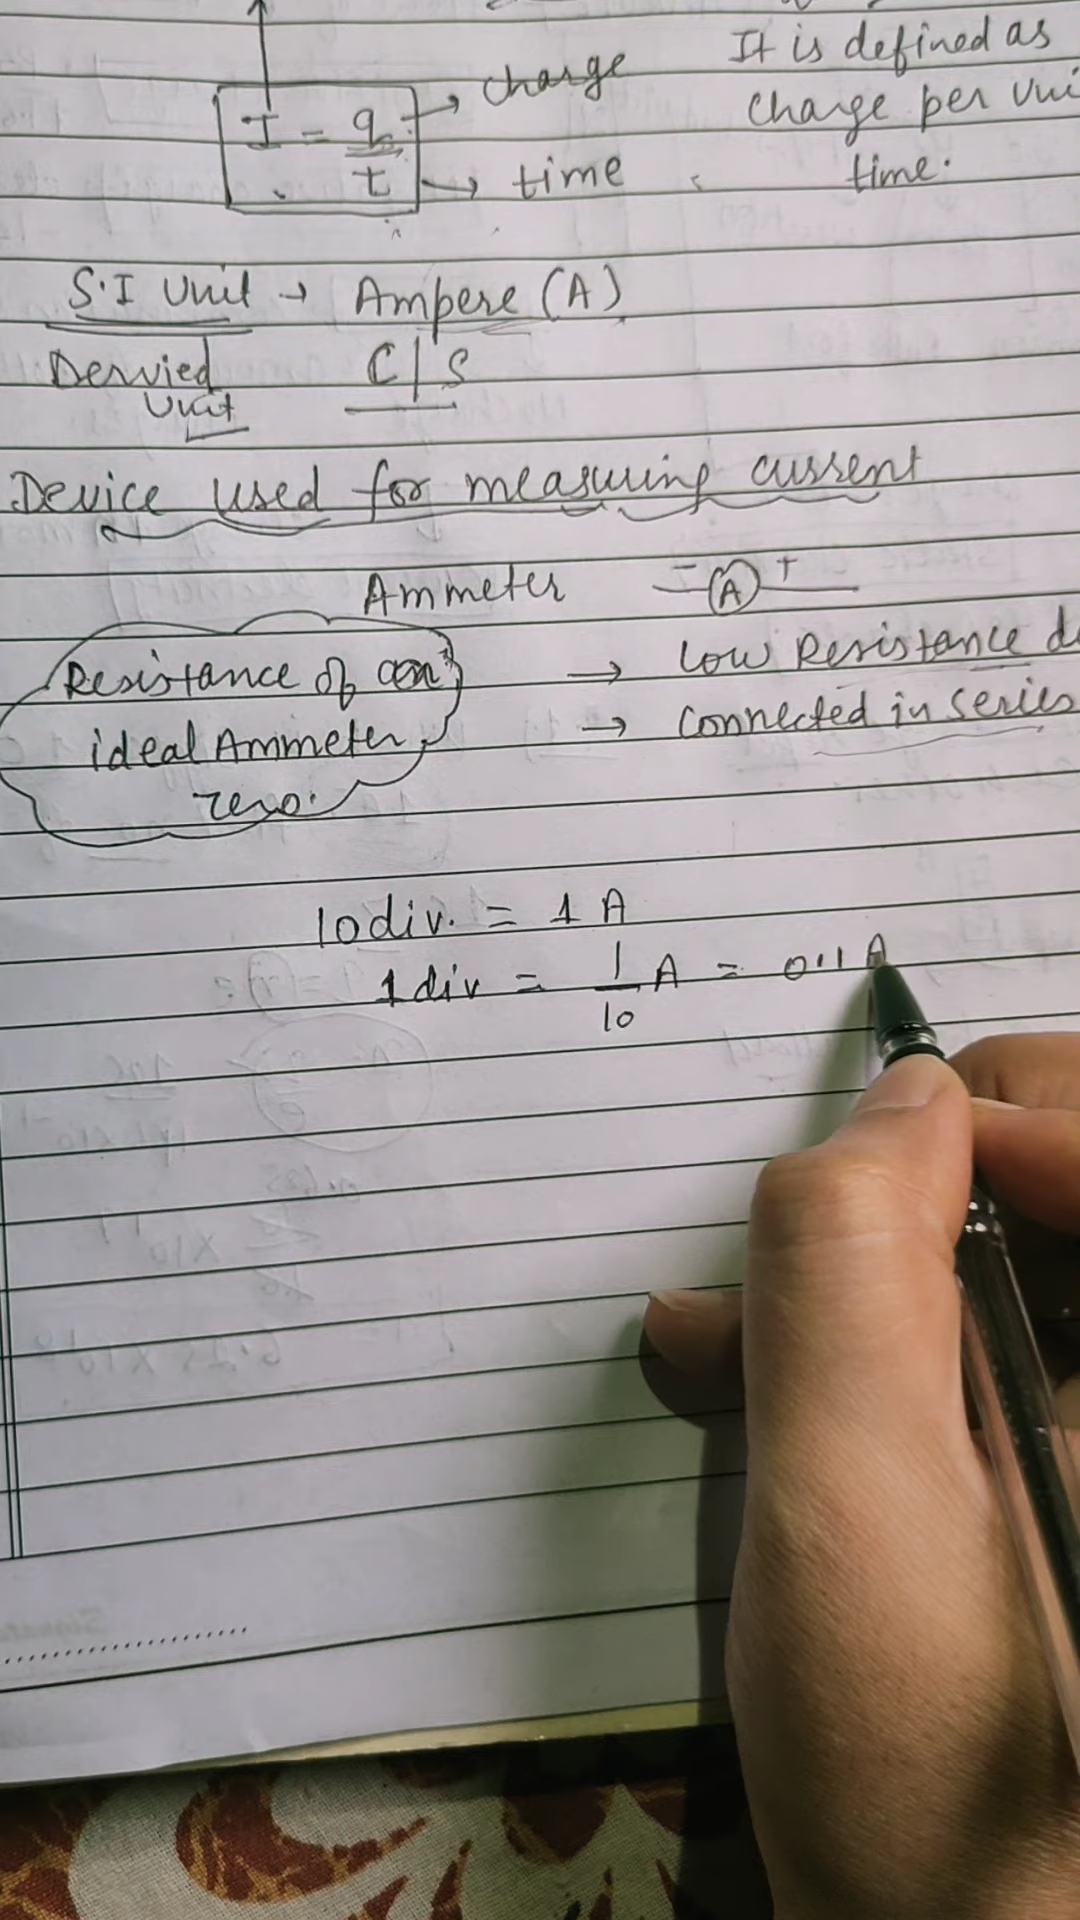 I = q/t → charge
→ time
It is defined as
charge per
time.
S.I Unit → Ampere (A)
Dervied C/S
Unit
Device used for measuring current
Ammeter - (A) +
Resistance of an
ideal Ammeter
zero.
→ low Resistance
→ connected in series
10 div. = 1 A
1 div = 1/10 A = 0.1 A